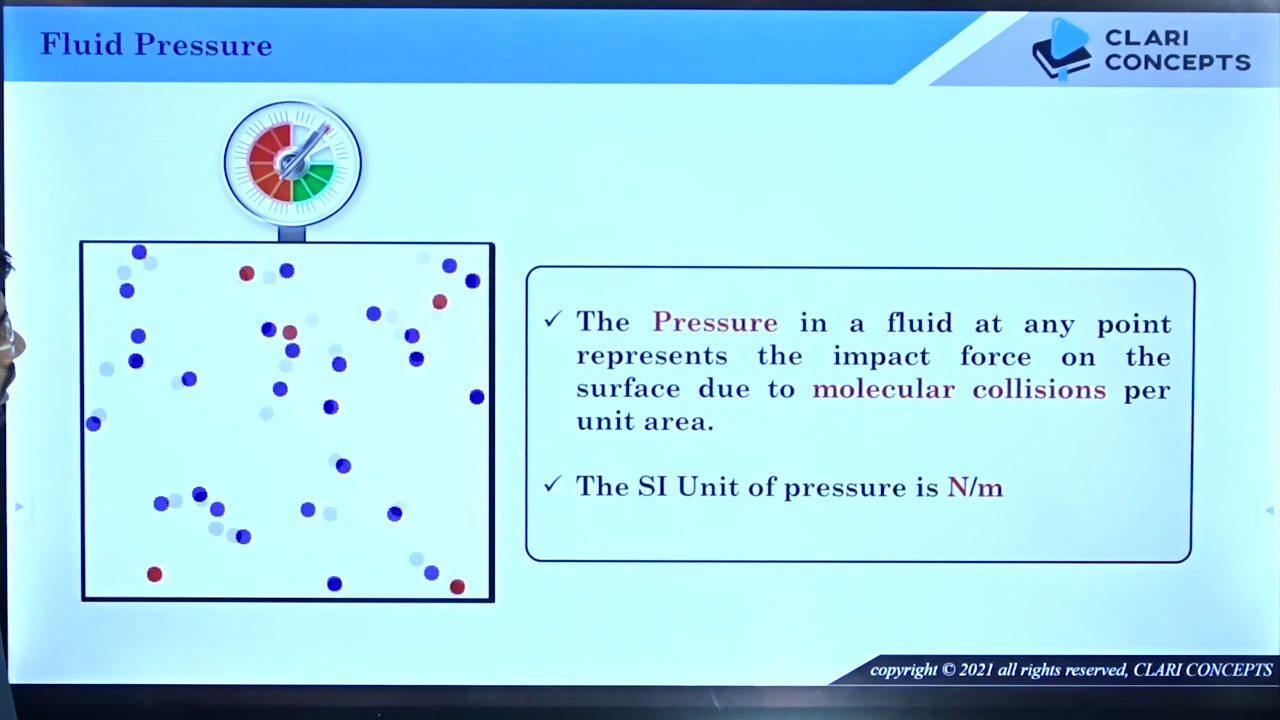 Fluid Pressure
CLARI
CONCEPTS
✓ The Pressure in a fluid at any point
represents the impact force on the
surface due to molecular collisions per
unit area.
✓ The SI Unit of pressure is N/m
copyright © 2021 all rights reserved, CLARI CONCEPTS